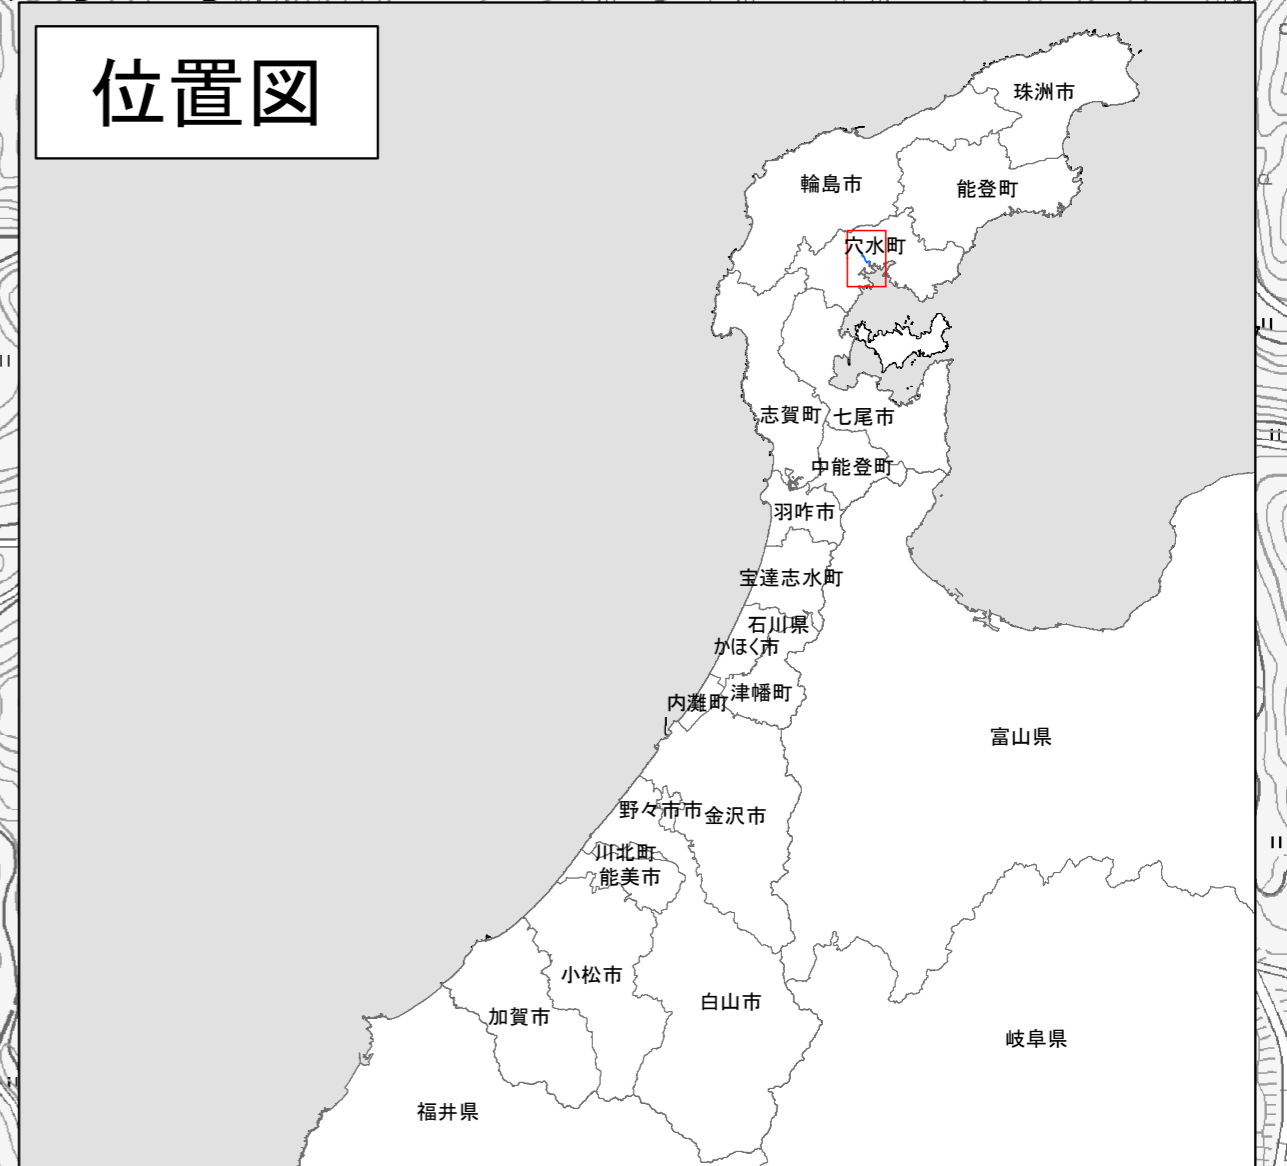 位置図
珠洲市
輪島市
能登町
穴水町
志賀町
七尾市
中能登町
羽咋市
宝達志水町
石川県
かほく市
津幡町
内灘町
富山県
野々市市
金沢市
川北町
能美市
小松市
白山市
加賀市
岐阜県
福井県